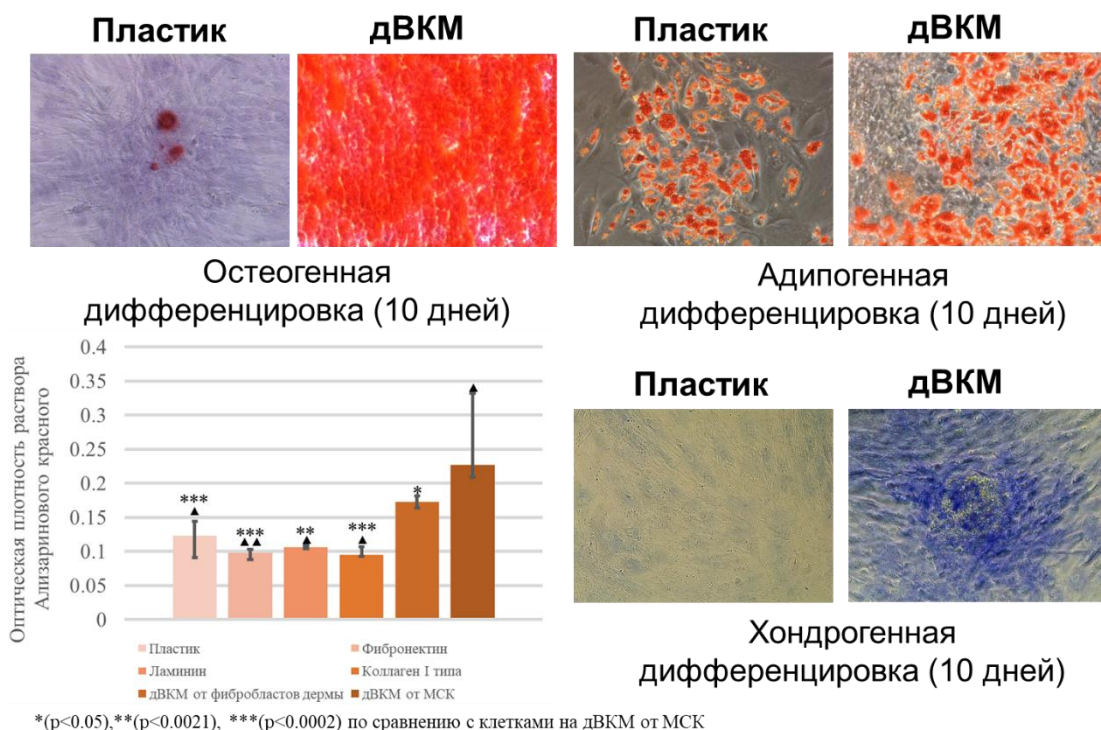 Пластик
дВКМ
Остеогенная
дифференцировка (10 дней)
Пластик
дВКМ
Адипогенная
дифференцировка (10 дней)
Оптическая плотность раствора
Ализаринового красного
0.4
0.35
0.3
0.25
0.2
0.15
0.1
0.05
0
***
▲
***
▲▲
**
▲
***
▲
*
▲
Пластик
Фибронектин
Ламинин
Коллаген I типа
дВКМ от фибробластов дермы
дВКМ от МСК
Пластик
дВКМ
Хондрогенная
дифференцировка (10 дней)
*(p<0.05),**(p<0.0021), ***(p<0.0002) по сравнению с клетками на дВКМ от МСК